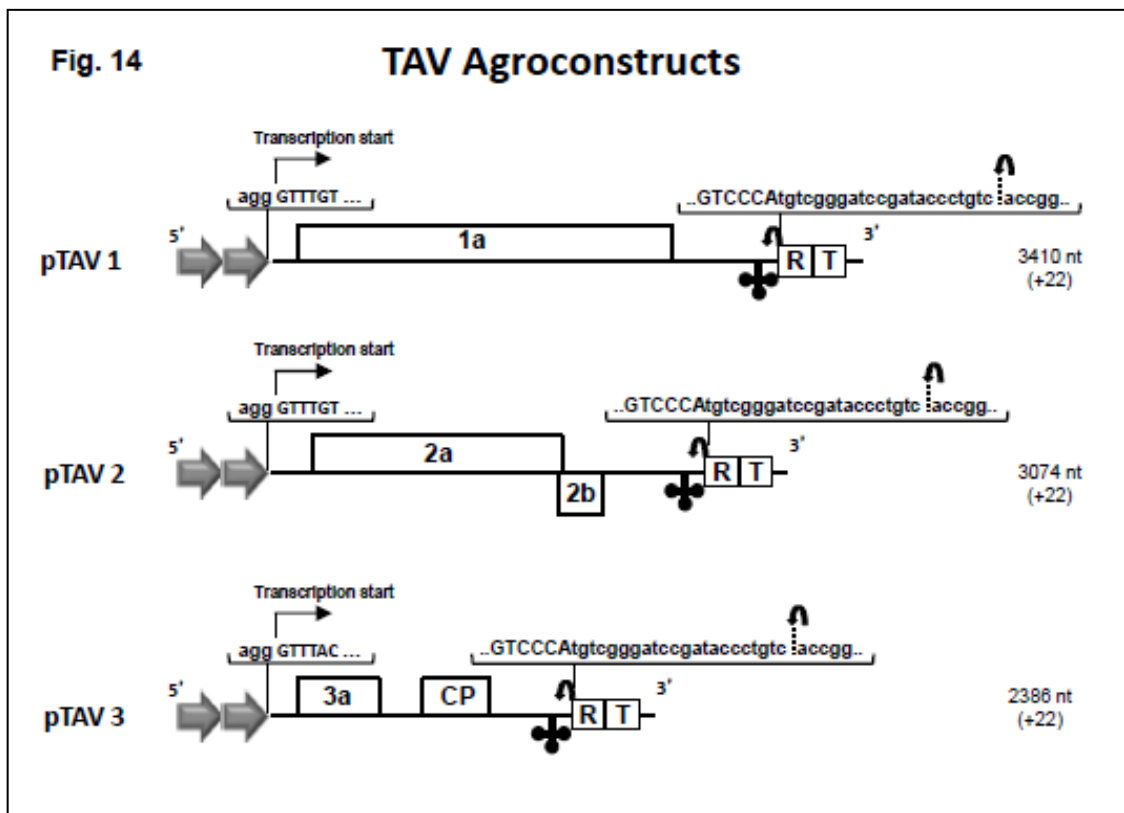 Fig. 14
TAV Agroconstructs
Transcription start
agg GTTTGT ...
..GTCCCAtgtcgggatccgataccctgtc accgg..
5'
1a
3'
pTAV 1
R T
3410 nt
(+22)
Transcription start
agg GTTTGT ...
..GTCCCAtgtcgggatccgataccctgtc accgg..
5'
2a
3'
pTAV 2
R T
2b
3074 nt
(+22)
Transcription start
agg GTTTAC ...
..GTCCCAtgtcgggatccgataccctgtc accgg..
5'
3a
CP
3'
pTAV 3
R T
2386 nt
(+22)